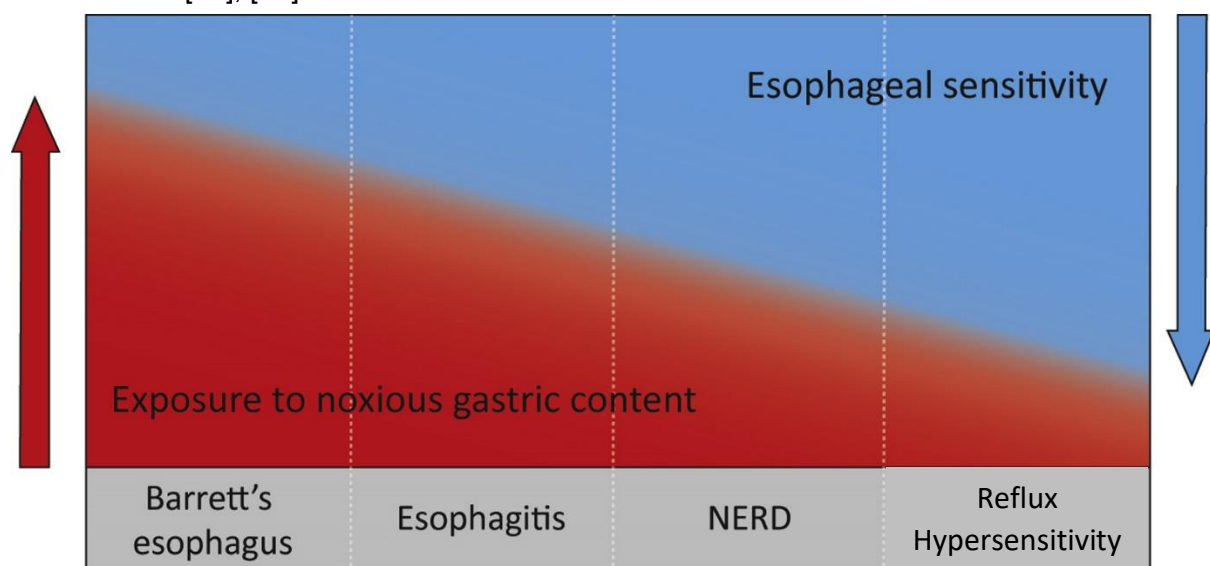 Esophageal sensitivity
Exposure to noxious gastric content
Barrett's
esophagus
Esophagitis
NERD
Reflux
Hypersensitivity